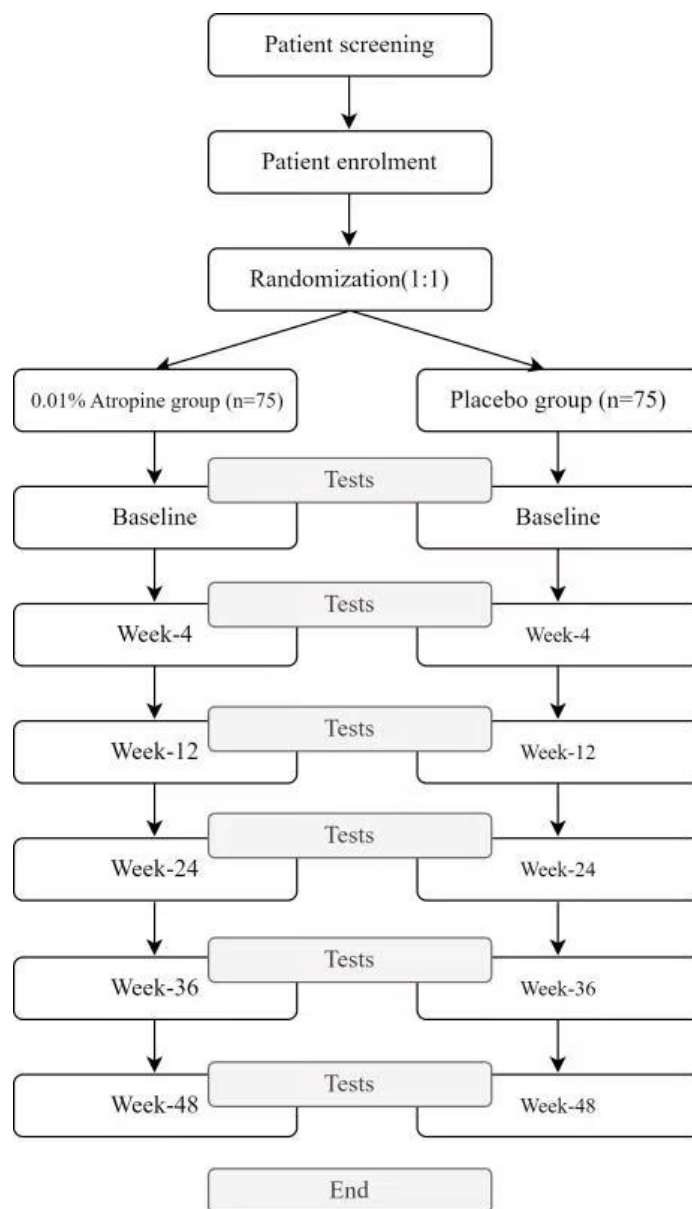 Patient screening
Patient enrolment
Randomization(1:1)
0.01% Atropine group (n=75)
Placebo group (n=75)
Tests
Baseline
Baseline
Tests
Week-4
Week-4
Tests
Week-12
Week-12
Tests
Week-24
Week-24
Tests
Week-36
Week-36
Tests
Week-48
Week-48
End